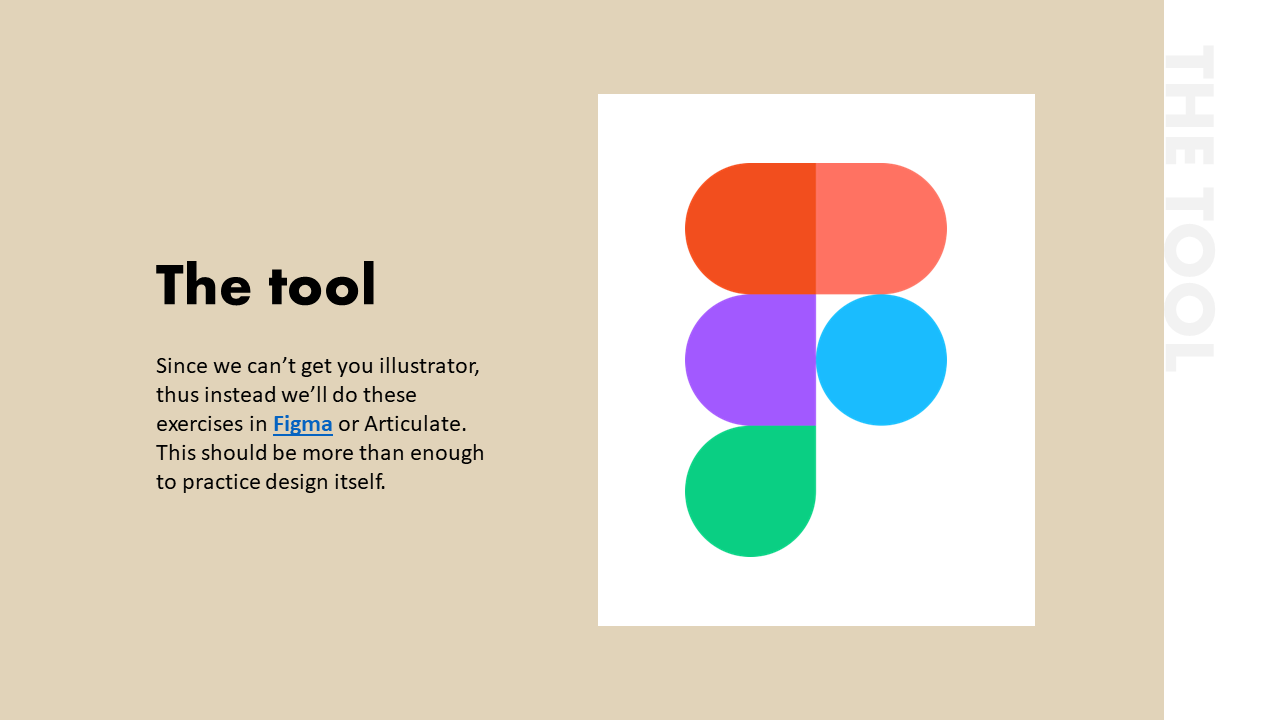 The tool
Since we can’t get you illustrator,
thus instead we’ll do these
exercises in Figma or Articulate.
This should be more than enough
to practice design itself.
THE TOOL